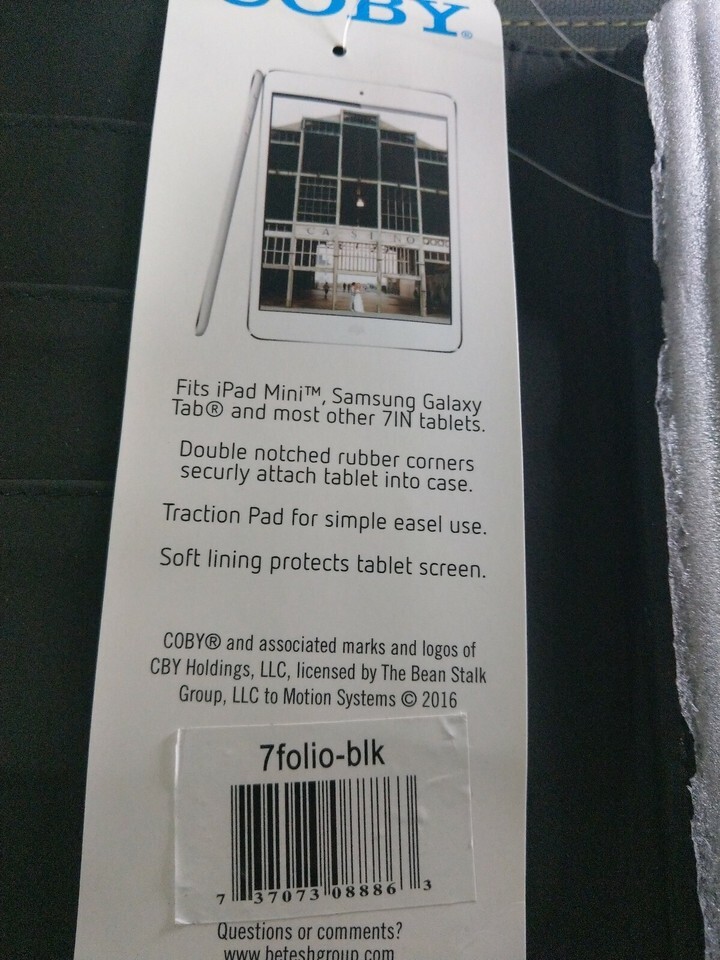 COBY®
CASINO
Fits iPad Mini™, Samsung Galaxy
Tab® and most other 7IN tablets.
Double notched rubber corners
securly attach tablet into case.
Traction Pad for simple easel use.
Soft lining protects tablet screen.
COBY® and associated marks and logos of
CBY Holdings, LLC, licensed by The Bean Stalk
Group, LLC to Motion Systems © 2016
7folio-blk
7 37073 08886 3
Questions or comments?
www.beteshgroup.com